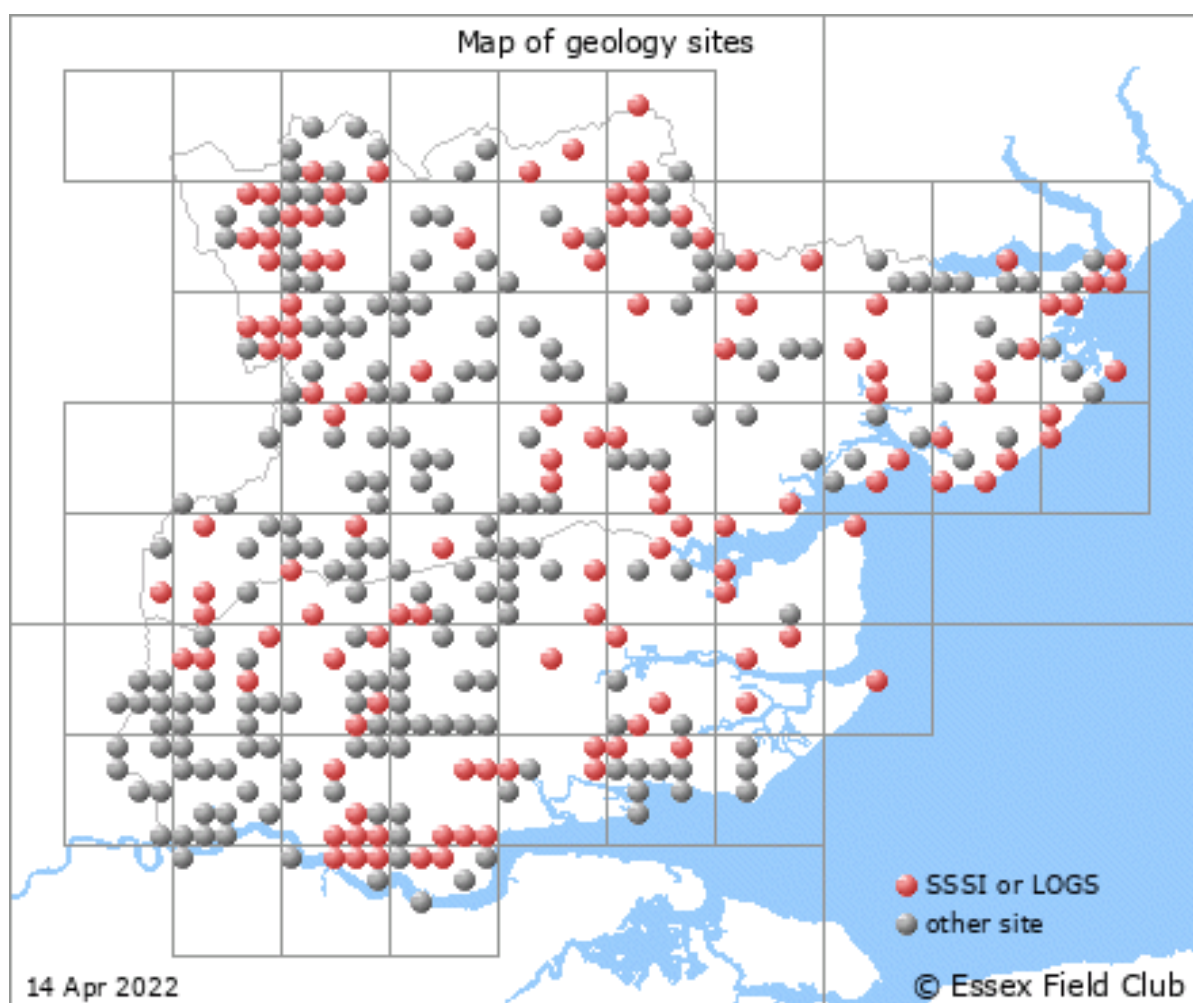 Map of geology sites
SSSI or LOGS
other site
14 Apr 2022
© Essex Field Club